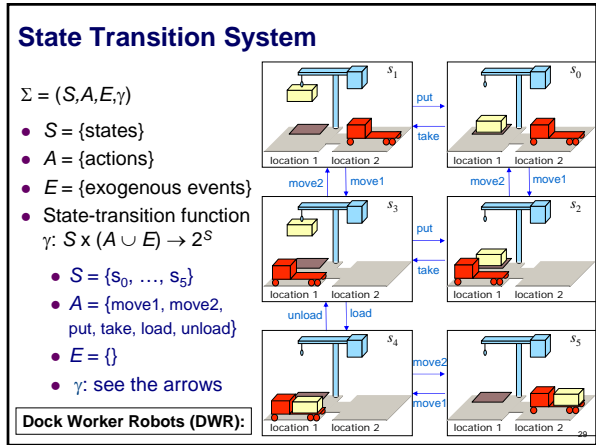 State Transition System
Σ = (S,A,E,γ)
• S = {states}
• A = {actions}
• E = {exogenous events}
• State-transition function
γ: S x (A ∪ E) → 2^S
• S = {s₀, …, s₅}
• A = {move1, move2,
put, take, load, unload}
• E = {}
• γ: see the arrows
Dock Worker Robots (DWR):
s₁
location 1 location 2
put
take
s₀
location 1 location 2
move2 move1
move2 move1
s₃
location 1 location 2
put
take
s₂
location 1 location 2
unload load
s₄
location 1 location 2
move2
move1
s₅
location 1 location 2
29